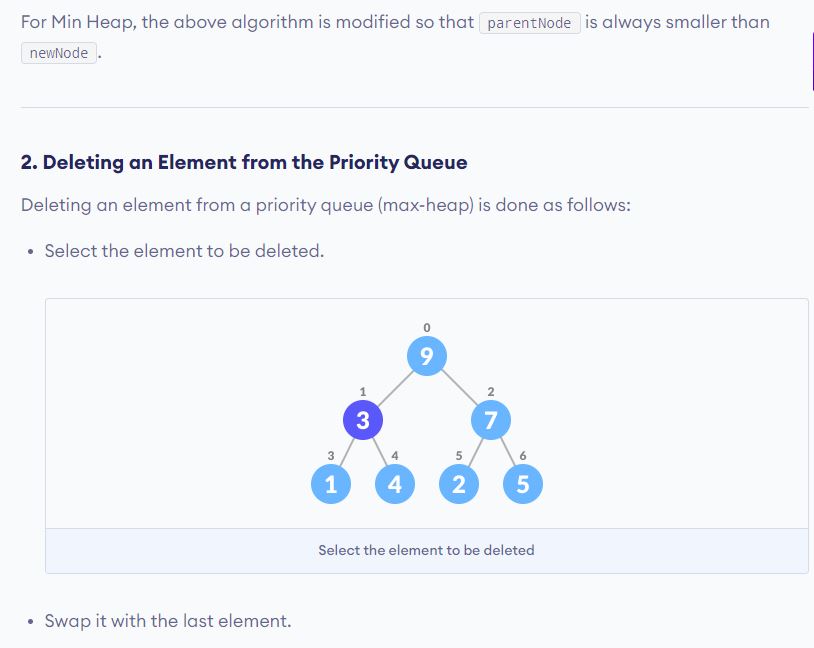 For Min Heap, the above algorithm is modified so that parentNode is always smaller than
newNode .
2. Deleting an Element from the Priority Queue
Deleting an element from a priority queue (max-heap) is done as follows:
• Select the element to be deleted.
0
9
1 2
3 7
3 4 5 6
1 4 2 5
Select the element to be deleted
• Swap it with the last element.